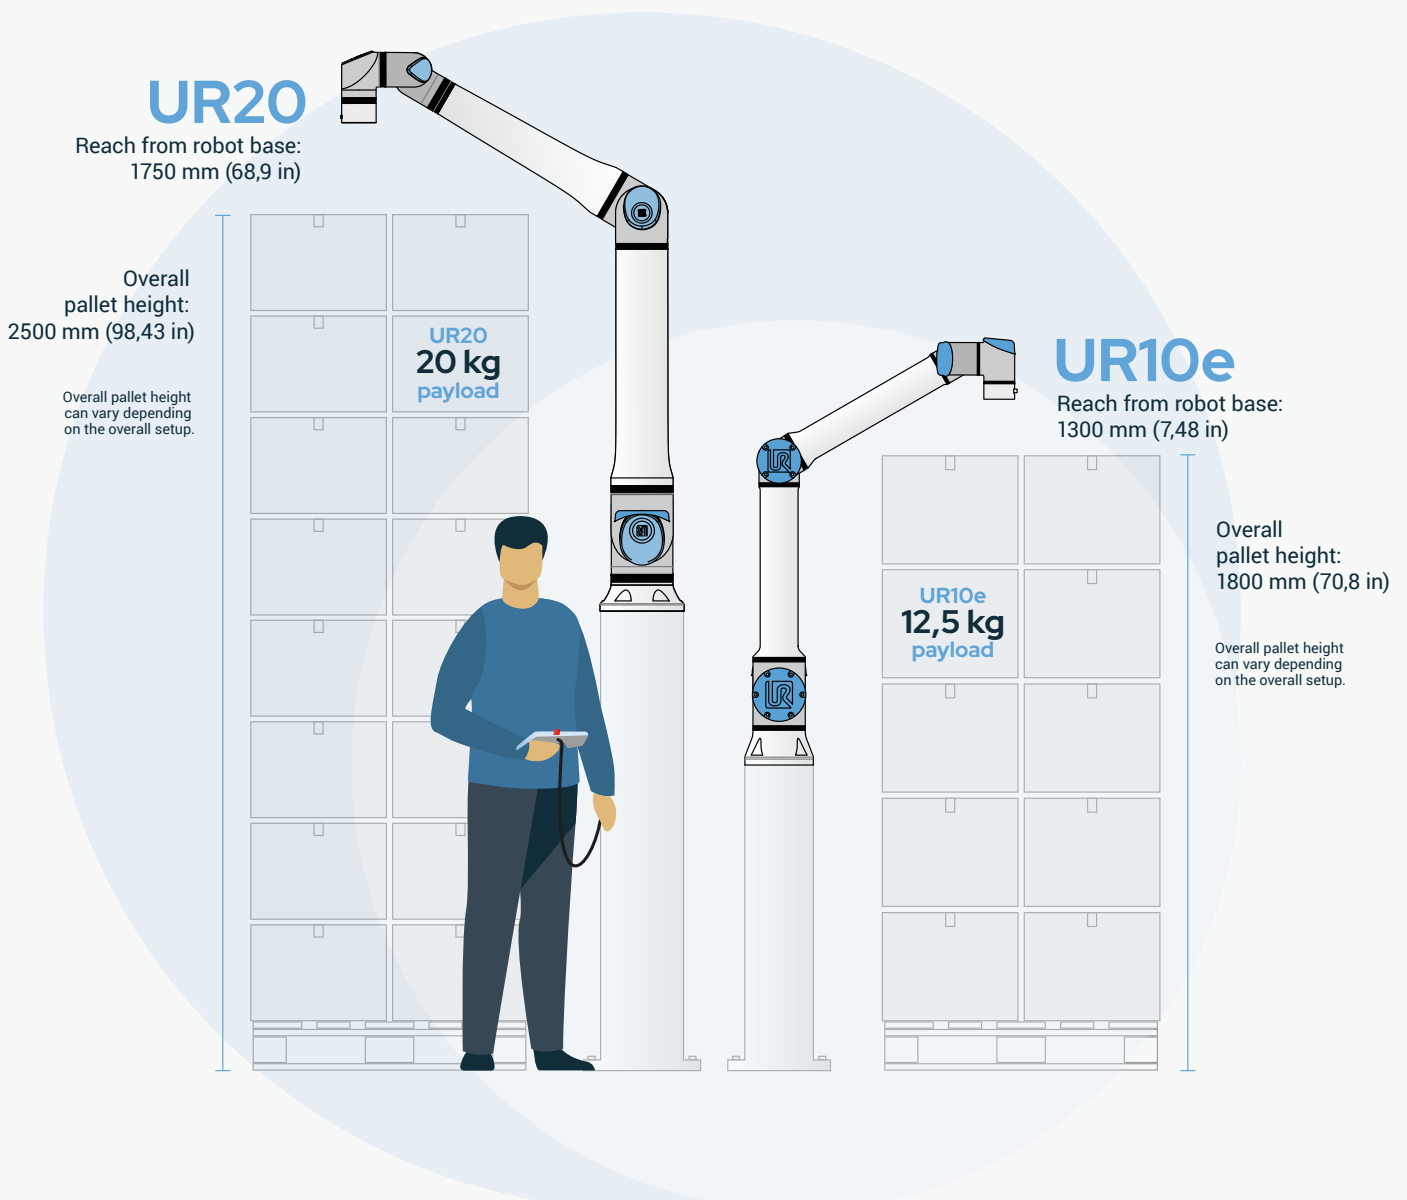 UR20
Reach from robot base:
1750 mm (68,9 in)
Overall
pallet height:
2500 mm (98,43 in)
Overall pallet height
can vary depending
on the overall setup.
UR20
20 kg
payload
UR10e
Reach from robot base:
1300 mm (7,48 in)
Overall
pallet height:
1800 mm (70,8 in)
Overall pallet height
can vary depending
on the overall setup.
UR10e
12,5 kg
payload
UR
UR